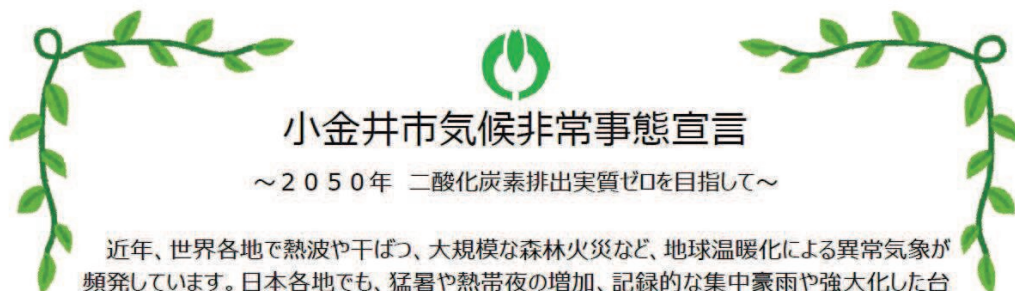 小金井市気候非常事態宣言
～２０５０年 二酸化炭素排出実質ゼロを目指して～
近年、世界各地で熱波や干ばつ、大規模な森林火災など、地球温暖化による異常気象が
頻発しています。日本各地でも、猛暑や熱帯夜の増加、記録的な集中豪雨や強大化した台